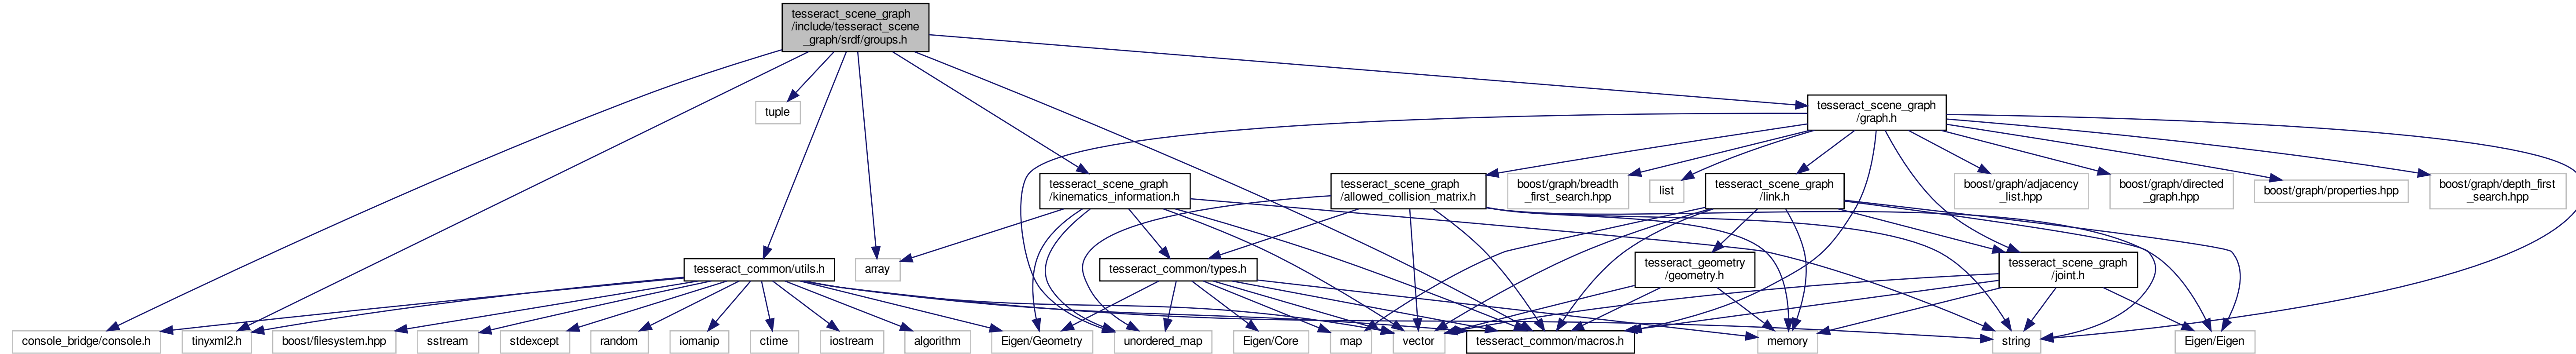 tesseract_scene_graph
/include/tesseract_scene
_graph/srdf/groups.h
tuple
tesseract_scene_graph
/graph.h
tesseract_scene_graph
/kinematics_information.h
tesseract_scene_graph
/allowed_collision_matrix.h
boost/graph/breadth
_first_search.hpp
list
tesseract_scene_graph
/link.h
boost/graph/adjacency
_list.hpp
boost/graph/directed
_graph.hpp
boost/graph/properties.hpp
boost/graph/depth_first
_search.hpp
tesseract_common/utils.h
array
tesseract_common/types.h
tesseract_geometry
/geometry.h
tesseract_scene_graph
/joint.h
console_bridge/console.h
tinyxml2.h
boost/filesystem.hpp
sstream
stdexcept
random
iomanip
ctime
iostream
algorithm
Eigen/Geometry
unordered_map
Eigen/Core
map
vector
tesseract_common/macros.h
memory
string
Eigen/Eigen